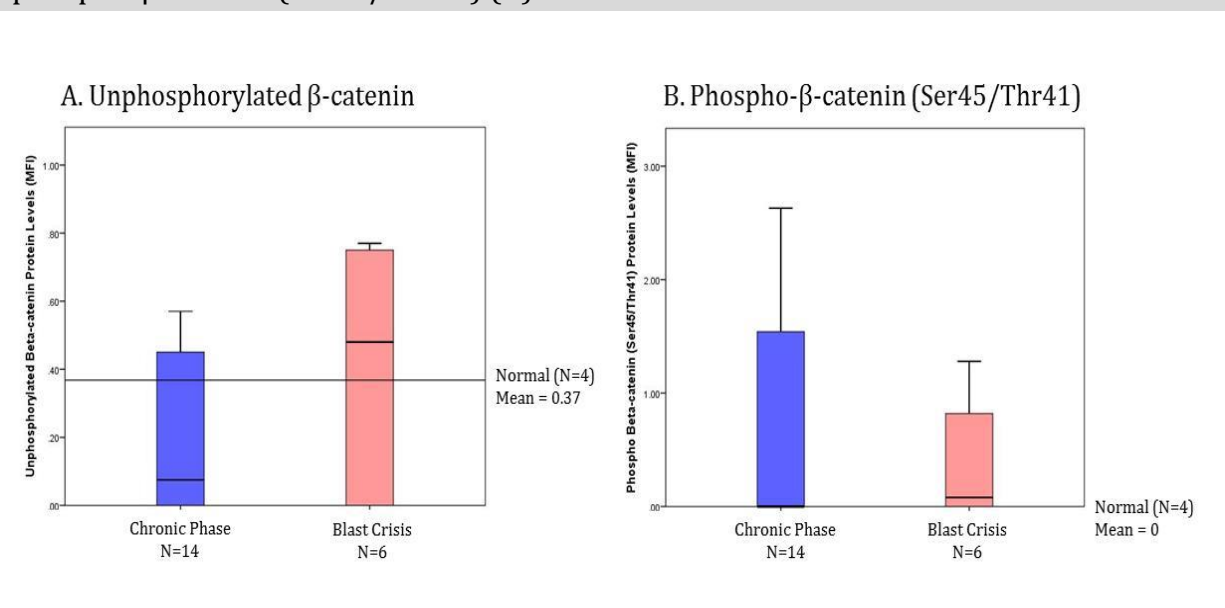 A. Unphosphorylated β-catenin
Unphosphorylated Beta-catenin Protein Levels (MFI)
1.00
.80
.60
.40
.20
.00
Normal (N=4)
Mean = 0.37
Chronic Phase
N=14
Blast Crisis
N=6
B. Phospho-β-catenin (Ser45/Thr41)
Phospho Beta-catenin (Ser45/Thr41) Protein Levels (MFI)
3.00
2.00
1.00
.00
Chronic Phase
N=14
Blast Crisis
N=6
Normal (N=4)
Mean = 0